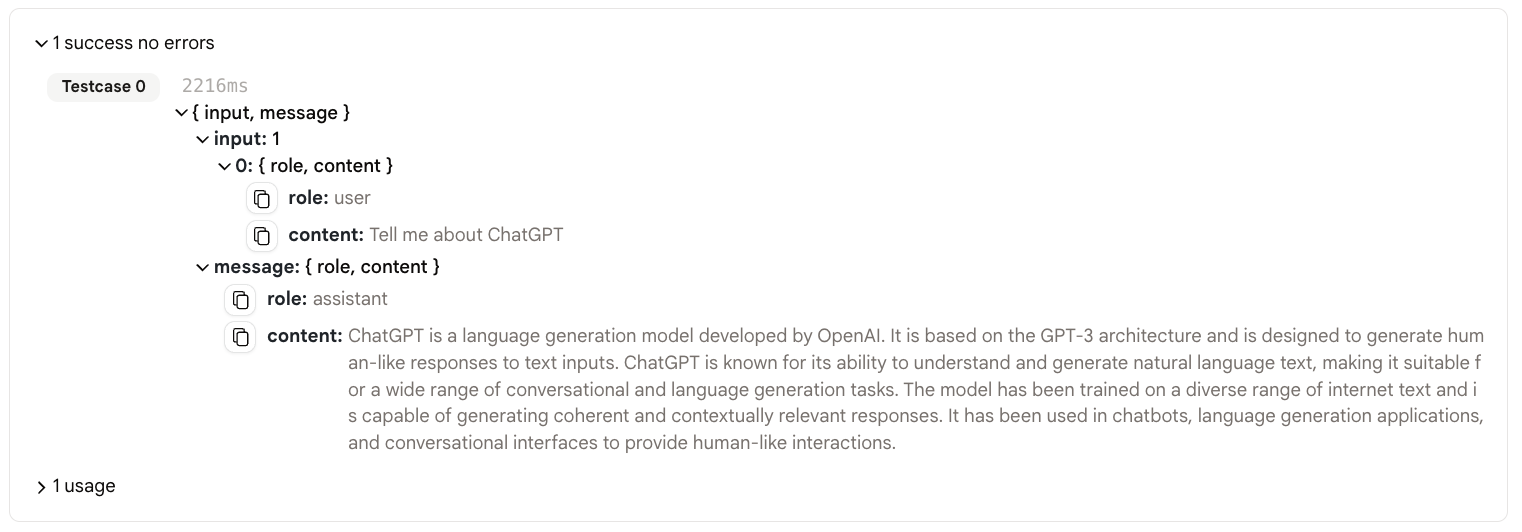 1 success no errors
Testcase 0 2216ms
{ input, message }
input: 1
0: { role, content }
role: user
content: Tell me about ChatGPT
message: { role, content }
role: assistant
content: ChatGPT is a language generation model developed by OpenAI. It is based on the GPT-3 architecture and is designed to generate hum
an-like responses to text inputs. ChatGPT is known for its ability to understand and generate natural language text, making it suitable f
or a wide range of conversational and language generation tasks. The model has been trained on a diverse range of internet text and i
s capable of generating coherent and contextually relevant responses. It has been used in chatbots, language generation applications,
and conversational interfaces to provide human-like interactions.
1 usage